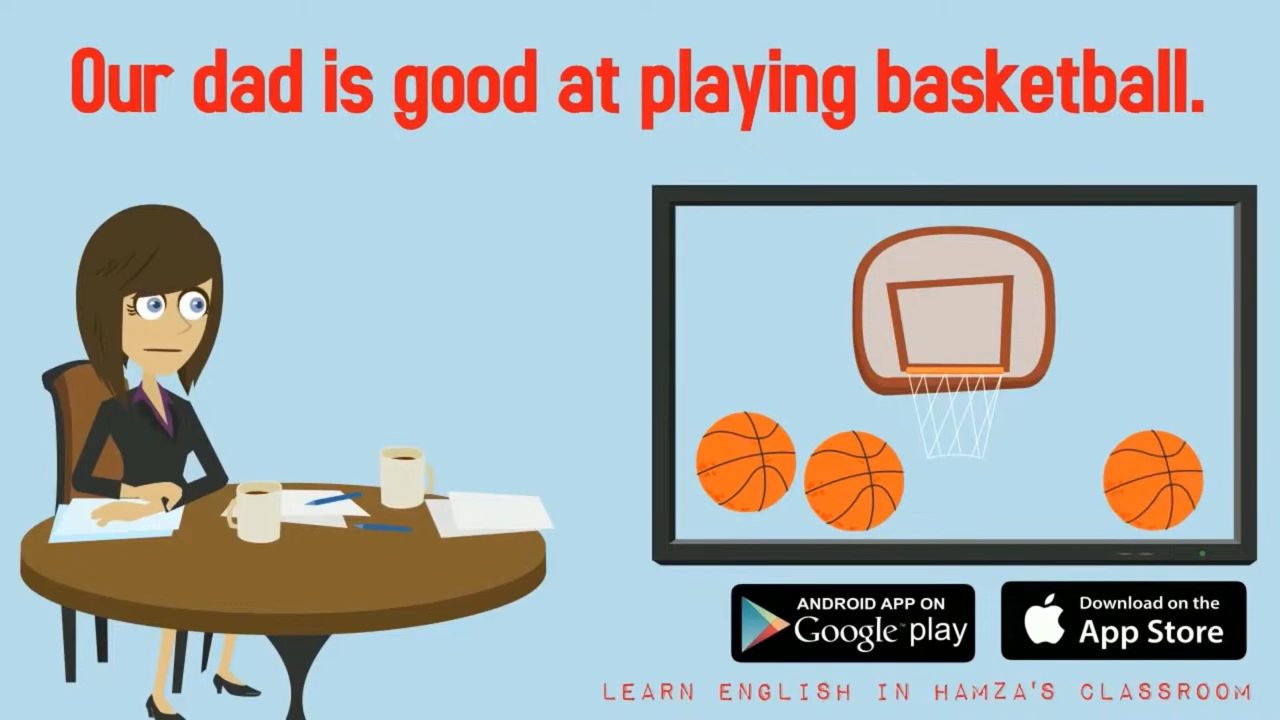 Our dad is good at playing basketball.
ANDROID APP ON
Google play
Download on the
App Store
LEARN ENGLISH IN HAMZA'S CLASSROOM